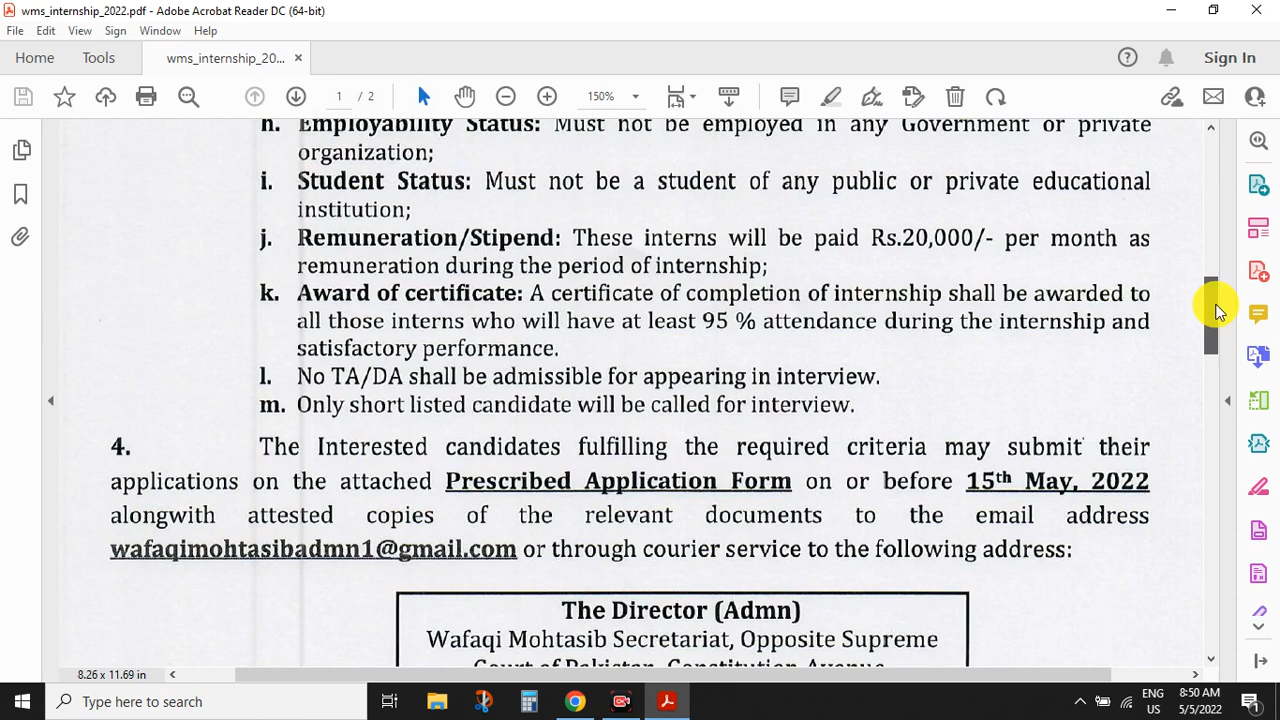 wms_internship_2022.pdf - Adobe Acrobat Reader DC (64-bit)
File Edit View Sign Window Help
Home Tools wms_internship_20... × Sign In
1 / 2 150%
h. Employability Status: Must not be employed in any Government or private
organization;
i. Student Status: Must not be a student of any public or private educational
institution;
j. Remuneration/Stipend: These interns will be paid Rs.20,000/- per month as
remuneration during the period of internship;
k. Award of certificate: A certificate of completion of internship shall be awarded to
all those interns who will have at least 95 % attendance during the internship and
satisfactory performance.
l. No TA/DA shall be admissible for appearing in interview.
m. Only short listed candidate will be called for interview.
4. The Interested candidates fulfilling the required criteria may submit their
applications on the attached Prescribed Application Form on or before 15th May, 2022
alongwith attested copies of the relevant documents to the email address
wafaqimohtasibadmn1@gmail.com or through courier service to the following address:
The Director (Admn)
Wafaqi Mohtasib Secretariat, Opposite Supreme
Court of Pakistan, Constitution Avenue
8.26 x 11.69 in
Type here to search
ENG 8:50 AM
US 5/5/2022
1